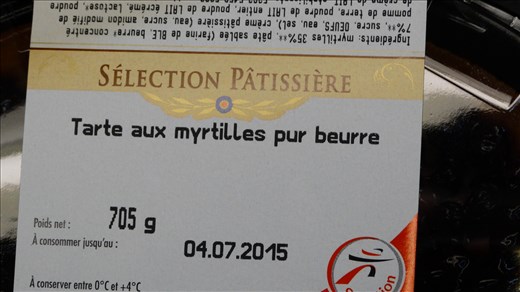 Ingrédients: myrtilles 35%**, pâte sablée (farine de BLE, beurre* concentré
7%**, sucre, OEUFS, eau, sel), crème pâtissière (eau, sucre, amidon modifié de
pomme de terre, poudre de LAIT entier, poudre de LAIT écrémé, lactose, poudre
SÉLECTION PÂTISSIÈRE
Tarte aux myrtilles pur beurre
Poids net : 705 g
À consommer jusqu'au : 04.07.2015
À conserver entre 0°C et +4°C